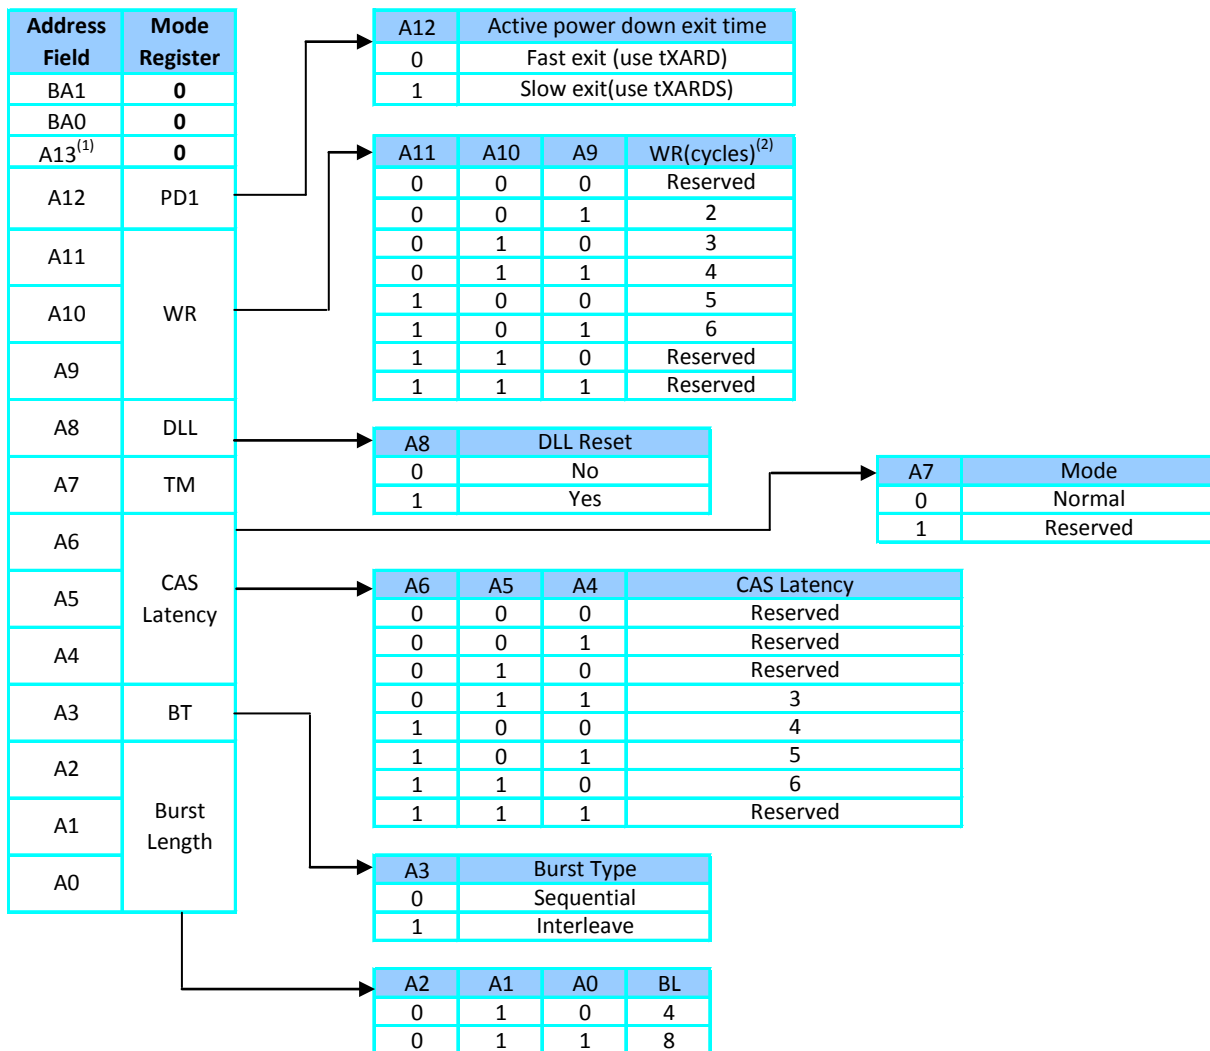 Address Field Mode Register
BA1 0
BA0 0
A13(1) 0
A12 PD1
A11
A10 WR
A9
A8 DLL
A7 TM
A6
A5 CAS Latency
A4
A3 BT
A2
A1 Burst Length
A0
A12 Active power down exit time
0 Fast exit (use tXARD)
1 Slow exit(use tXARDS)
A11 A10 A9 WR(cycles)(2)
0 0 0 Reserved
0 0 1 2
0 1 0 3
0 1 1 4
1 0 0 5
1 0 1 6
1 1 0 Reserved
1 1 1 Reserved
A8 DLL Reset
0 No
1 Yes
A7 Mode
0 Normal
1 Reserved
A6 A5 A4 CAS Latency
0 0 0 Reserved
0 0 1 Reserved
0 1 0 Reserved
0 1 1 3
1 0 0 4
1 0 1 5
1 1 0 6
1 1 1 Reserved
A3 Burst Type
0 Sequential
1 Interleave
A2 A1 A0 BL
0 1 0 4
0 1 1 8